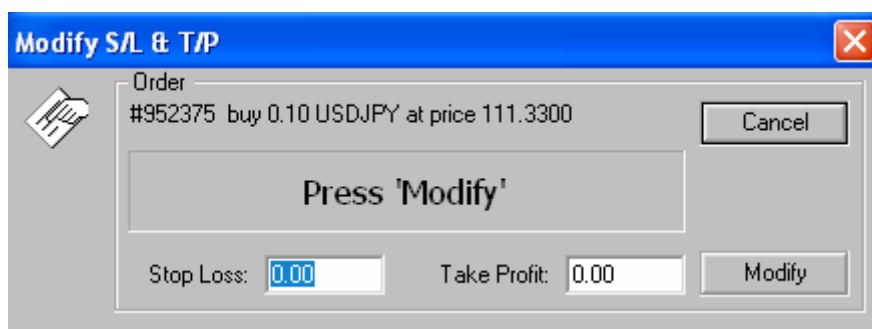 Modify S/L & T/P
Order
#952375 buy 0.10 USDJPY at price 111.3300
Cancel
Press 'Modify'
Stop Loss: 0.00 Take Profit: 0.00 Modify